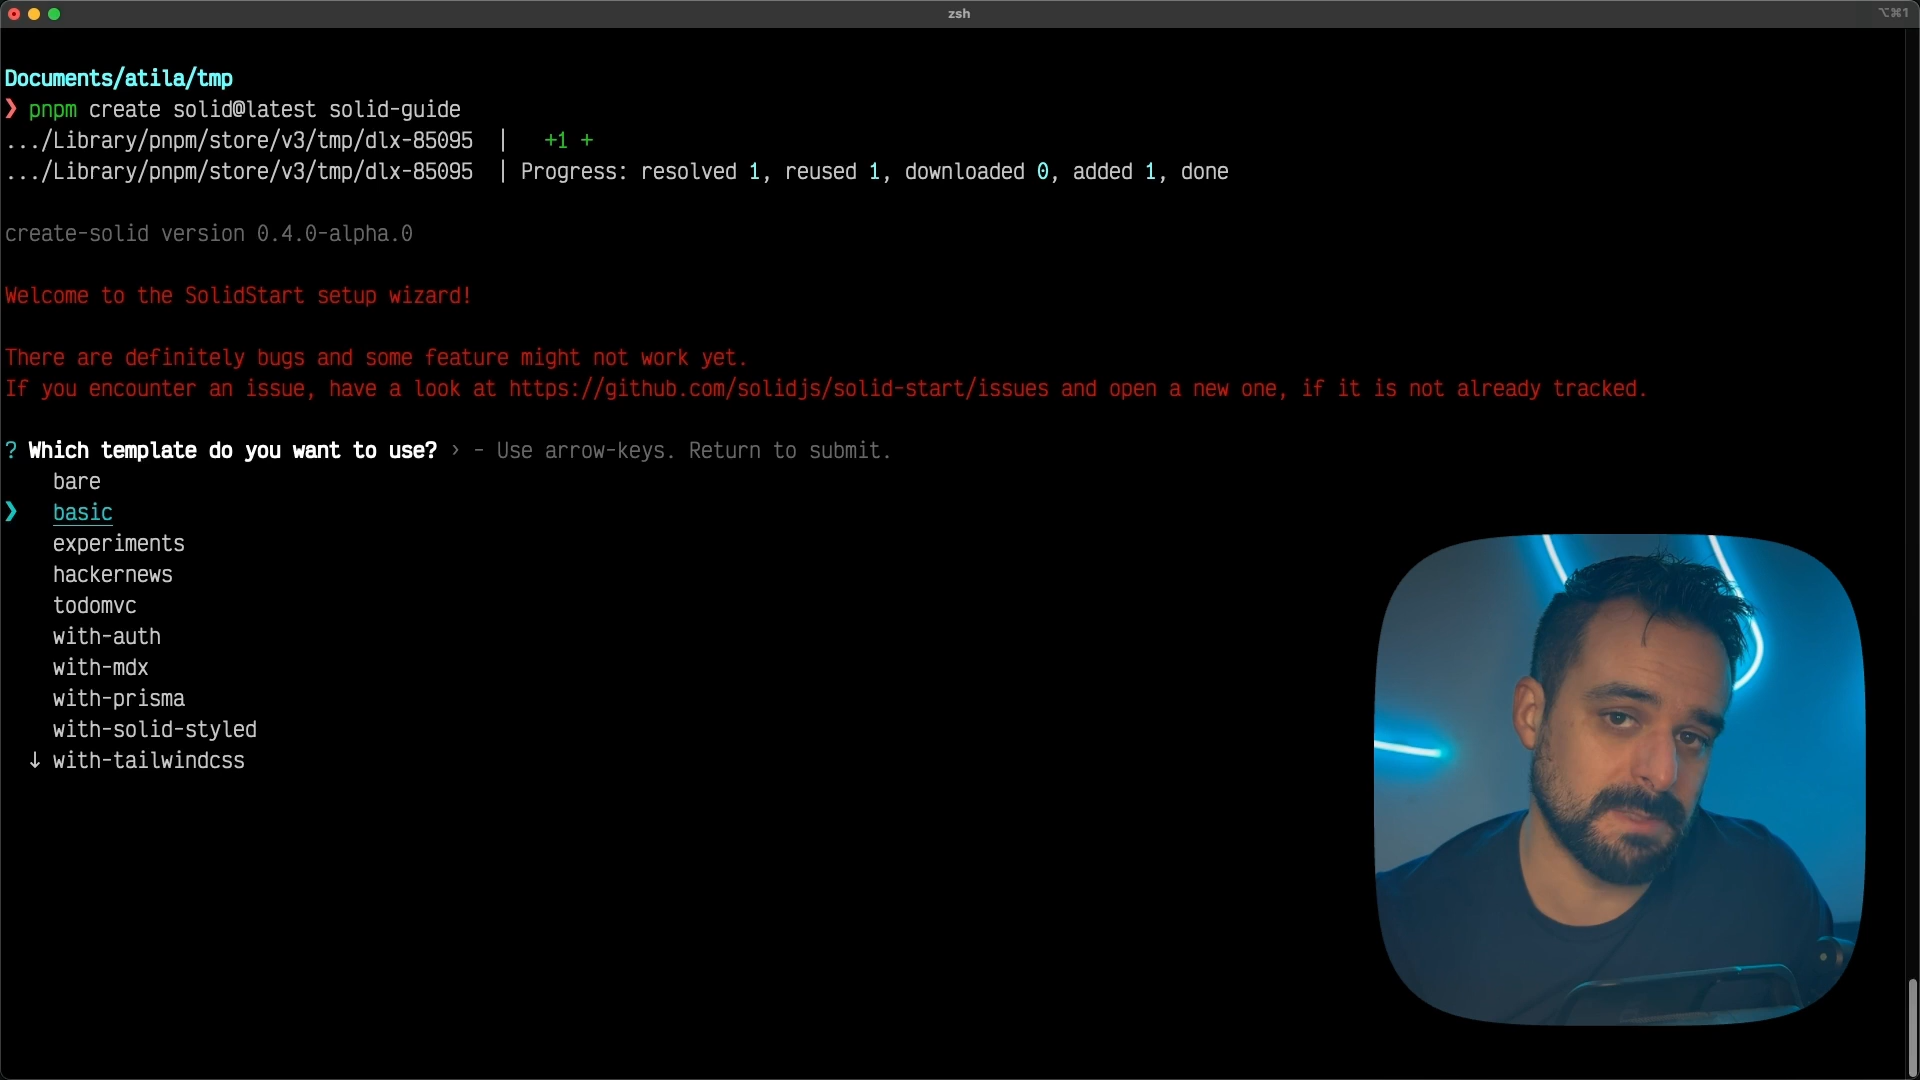 zsh
⌥⌘1
Documents/atila/tmp
❯ pnpm create solid@latest solid-guide
.../Library/pnpm/store/v3/tmp/dlx-85095 | +1 +
.../Library/pnpm/store/v3/tmp/dlx-85095 | Progress: resolved 1, reused 1, downloaded 0, added 1, done
create-solid version 0.4.0-alpha.0
Welcome to the SolidStart setup wizard!
There are definitely bugs and some feature might not work yet.
If you encounter an issue, have a look at https://github.com/solidjs/solid-start/issues and open a new one, if it is not already tracked.
? Which template do you want to use? › - Use arrow-keys. Return to submit.
bare
❯ basic
experiments
hackernews
todomvc
with-auth
with-mdx
with-prisma
with-solid-styled
↓ with-tailwindcss